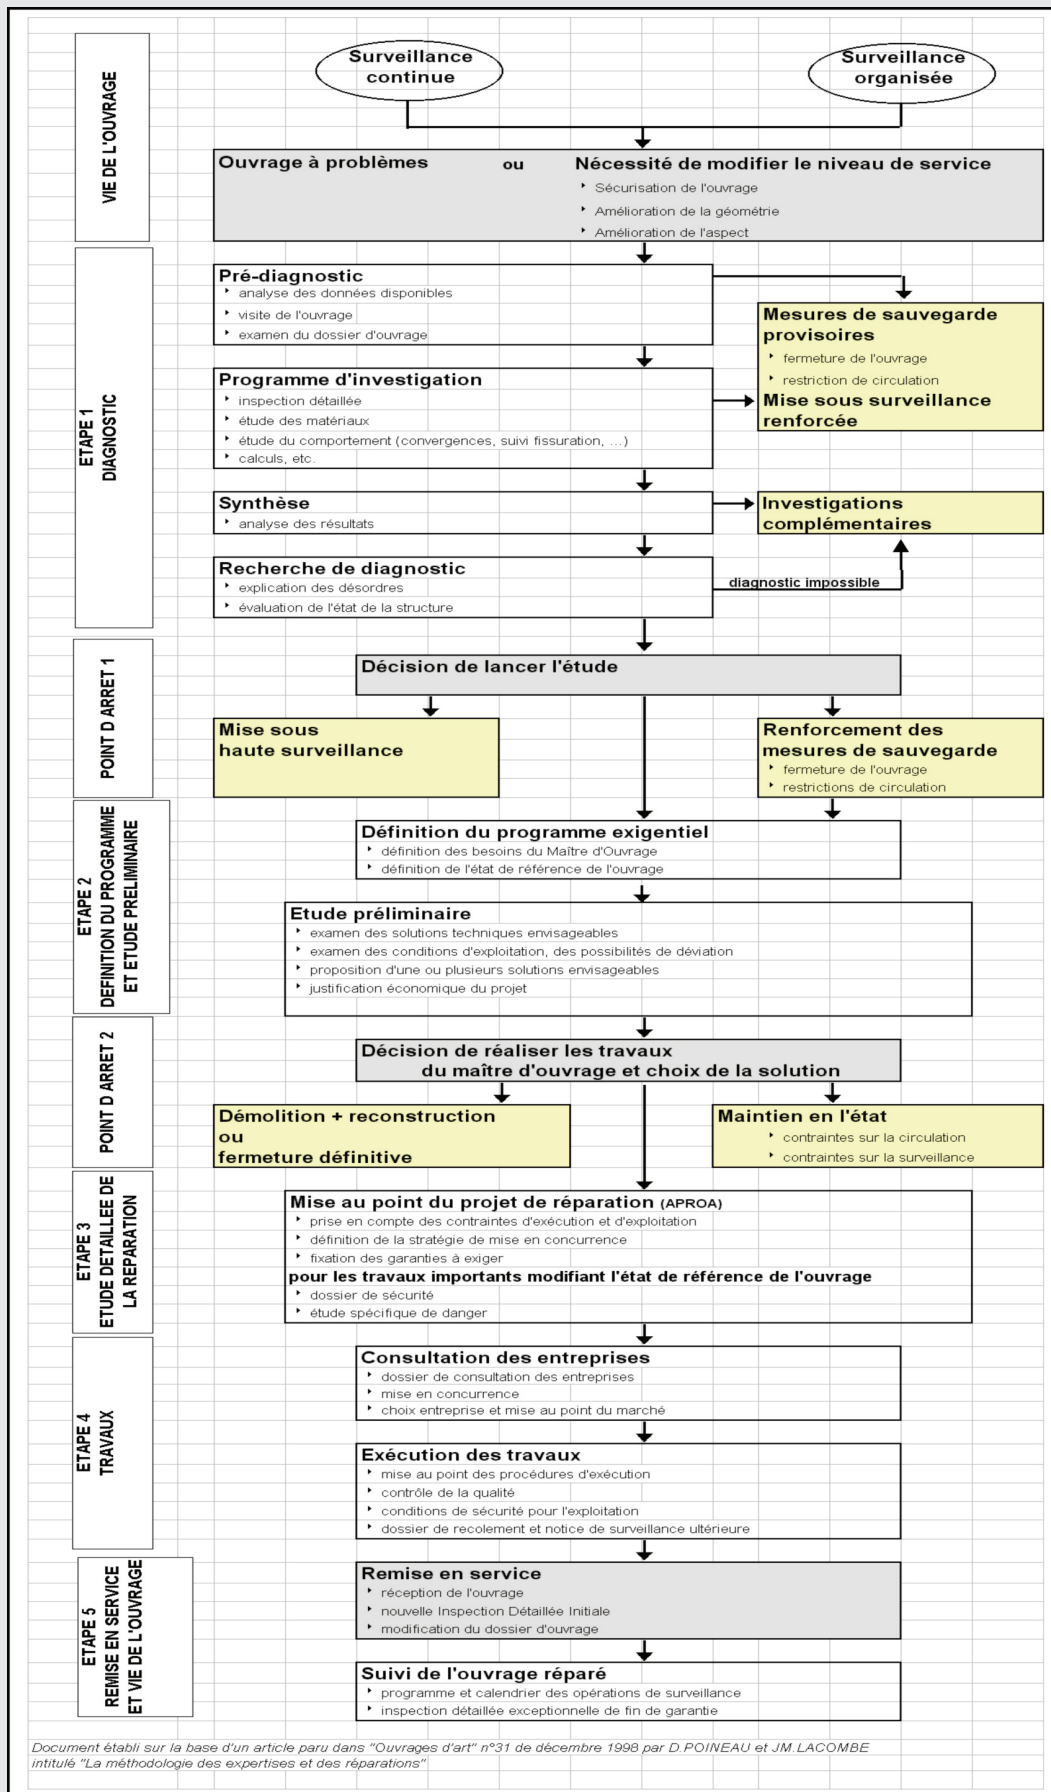 VIE DE L'OUVRAGE
Surveillance
continue
Surveillance
organisée
Ouvrage à problèmes ou Nécessité de modifier le niveau de service
Sécurisation de l'ouvrage
Amélioration de la géométrie
Amélioration de l'aspect
ETAPE 1
DIAGNOSTIC
Pré-diagnostic
analyse des données disponibles
visite de l'ouvrage
examen du dossier d'ouvrage
Mesures de sauvegarde
provisoires
fermeture de l'ouvrage
restriction de circulation
Mise sous surveillance
renforcée
Programme d'investigation
inspection détaillée
étude des matériaux
étude du comportement (convergences, suivi fissuration, ...)
calculs, etc.
Synthèse
analyse des résultats
Investigations
complémentaires
Recherche de diagnostic
explication des désordres
évaluation de l'état de la structure
diagnostic impossible
POINT D ARRET 1
Décision de lancer l'étude
Mise sous
haute surveillance
Renforcement des
mesures de sauvegarde
fermeture de l'ouvrage
restrictions de circulation
ETAPE 2
DEFINITION DU PROGRAMME
ET ETUDE PRELIMINAIRE
Définition du programme exigentiel
définition des besoins du Maître d'Ouvrage
définition de l'état de référence de l'ouvrage
Etude préliminaire
examen des solutions techniques envisageables
examen des conditions d'exploitation, des possibilités de déviation
proposition d'une ou plusieurs solutions envisageables
justification économique du projet
POINT D ARRET 2
Décision de réaliser les travaux
du maître d'ouvrage et choix de la solution
Démolition + reconstruction
ou
fermeture définitive
Maintien en l'état
contraintes sur la circulation
contraintes sur la surveillance
ETAPE 3
ETUDE DETAILLEE DE
LA REPARATION
Mise au point du projet de réparation (APROA)
prise en compte des contraintes d'exécution et d'exploitation
définition de la stratégie de mise en concurrence
fixation des garanties à exiger
pour les travaux importants modifiant l'état de référence de l'ouvrage
dossier de sécurité
étude spécifique de danger
ETAPE 4
TRAVAUX
Consultation des entreprises
dossier de consultation des entreprises
mise en concurrence
choix entreprise et mise au point du marché
Exécution des travaux
mise au point des procédures d'exécution
contrôle de la qualité
conditions de sécurité pour l'exploitation
dossier de recolement et notice de surveillance ultérieure
ETAPE 5
REMISE EN SERVICE
ET VIE DE L'OUVRAGE
Remise en service
réception de l'ouvrage
nouvelle Inspection Détaillée Initiale
modification du dossier d'ouvrage
Suivi de l'ouvrage réparé
programme et calendrier des opérations de surveillance
inspection détaillée exceptionnelle de fin de garantie
Document établi sur la base d'un article paru dans "Ouvrages d'art" n°31 de décembre 1998 par D.POINEAU et JM.LACOMBE
intitulé "La méthodologie des expertises et des réparations"